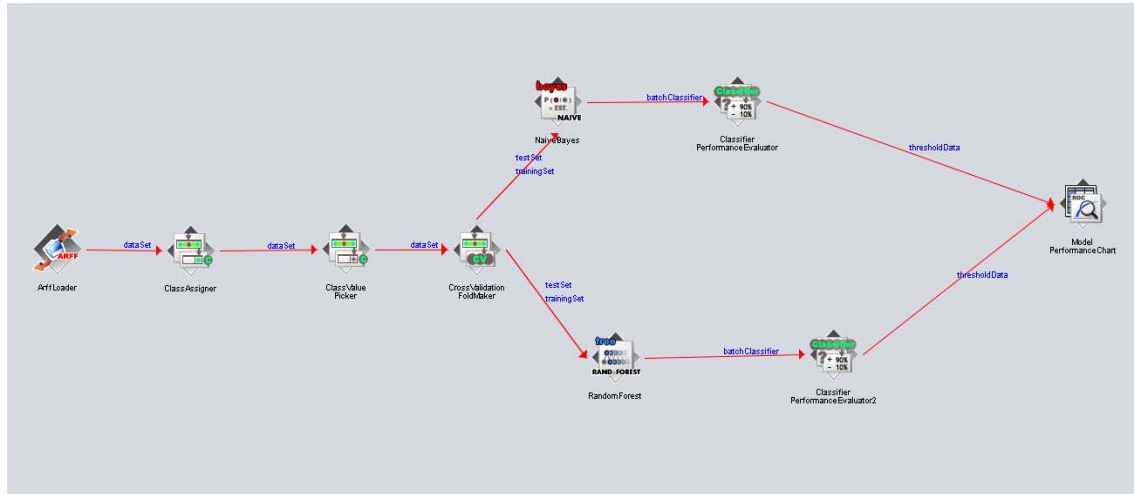 bayes
P(●|●)
+ EST.
NAIVE
NaiveBayes
batchClassifier
Classifier
? + 90%
- 10%
Classifier
PerformanceEvaluator
testSet
trainingSet
thresholdData
ROC
Model
PerformanceChart
ARFF
ArffLoader
dataSet
C
ClassAssigner
dataSet
C
ClassValue
Picker
dataSet
CV
CrossValidation
FoldMaker
testSet
trainingSet
tree
RAND-FOREST
RandomForest
batchClassifier
Classifier
? + 90%
- 10%
Classifier
PerformanceEvaluator2
thresholdData